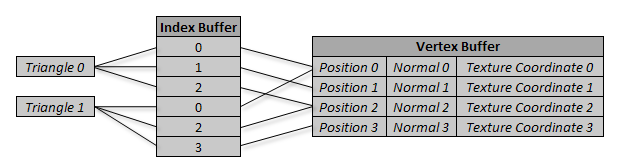 Index Buffer
0
1
2
0
2
3
Triangle 0
Triangle 1
Vertex Buffer
Position 0 Normal 0 Texture Coordinate 0
Position 1 Normal 1 Texture Coordinate 1
Position 2 Normal 2 Texture Coordinate 2
Position 3 Normal 3 Texture Coordinate 3